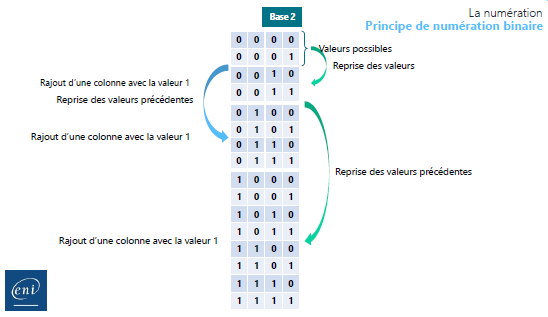 La numération
Principe de numération binaire
Base 2
0 0 0 0
0 0 0 1
0 0 1 0
0 0 1 1
0 1 0 0
0 1 0 1
0 1 1 0
0 1 1 1
1 0 0 0
1 0 0 1
1 0 1 0
1 0 1 1
1 1 0 0
1 1 0 1
1 1 1 0
1 1 1 1
Valeurs possibles
Reprise des valeurs
Rajout d'une colonne avec la valeur 1
Reprise des valeurs précédentes
Rajout d'une colonne avec la valeur 1
Reprise des valeurs précédentes
Rajout d'une colonne avec la valeur 1
eni